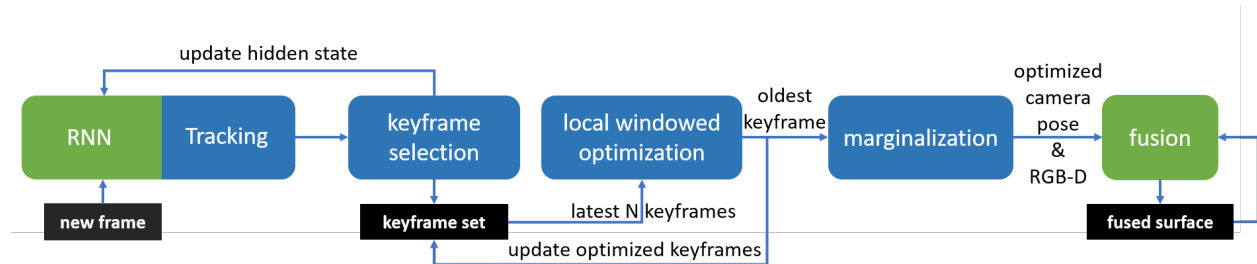 update hidden state
RNN
Tracking
keyframe
selection
local windowed
optimization
oldest
keyframe
marginalization
optimized
camera
pose
&
RGB-D
fusion
new frame
keyframe set
latest N keyframes
fused surface
update optimized keyframes